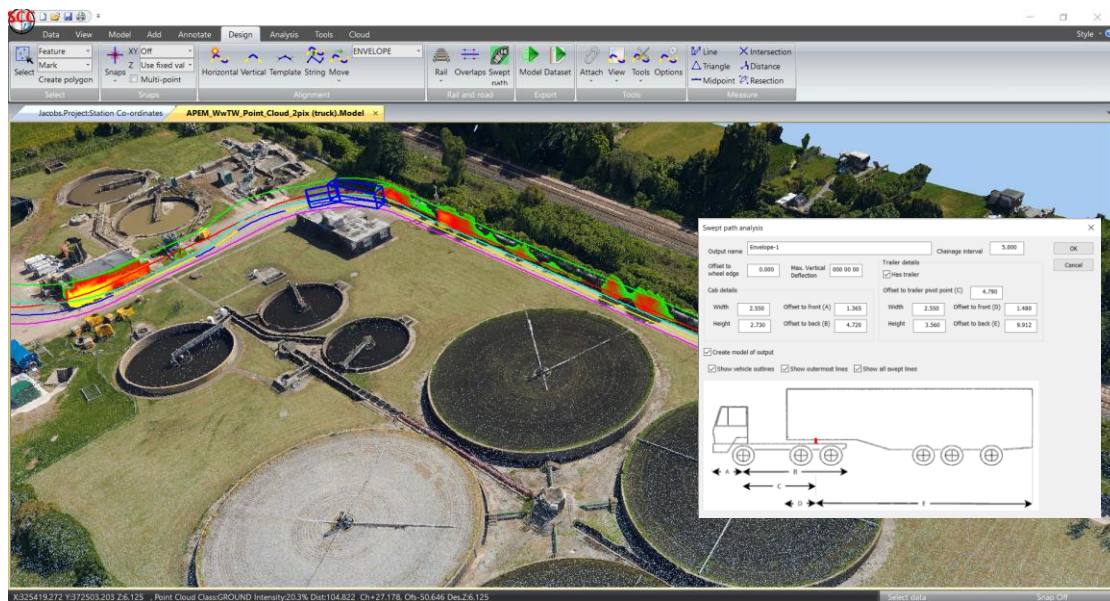 SCC
Data View Model Add Annotate Design Analysis Tools Cloud Style
Feature XY Off ENVELOPE Line Intersection
Mark Z Use fixed val Triangle Distance
Select Create polygon Snaps Multi-point Horizontal Vertical Template String Move Rail Overlaps Swept path Model Dataset Attach View Tools Options Midpoint Resection
Select Snaps Alignment Rail and road Export Tools Measure
Jacobs.Project:Station Co-ordinates APEM_WwTW_Point_Cloud_2pix (truck).Model ×
Swept path analysis
Output name Envelope-1 Chainage interval 5.000 OK
Offset to wheel edge 0.000 Max. Vertical Deflection 000 00 00 Trailer details Cancel
Has trailer
Cab details Offset to trailer pivot point (C) 4.790
Width 2.550 Offset to front (A) 1.365 Width 2.550 Offset to front (D) 1.480
Height 2.730 Offset to back (B) 4.720 Height 3.560 Offset to back (E) 9.912
Create model of output
Show vehicle outlines Show outermost lines Show all swept lines
A B
C
D E
X:325419.272 Y:372503.203 Z:6.125 , Point Cloud Class:GROUND Intensity:20.3% Dist:104.822 Ch+27.178, Ofs-50.646 Des.Z:6.125 Select data Snap Off